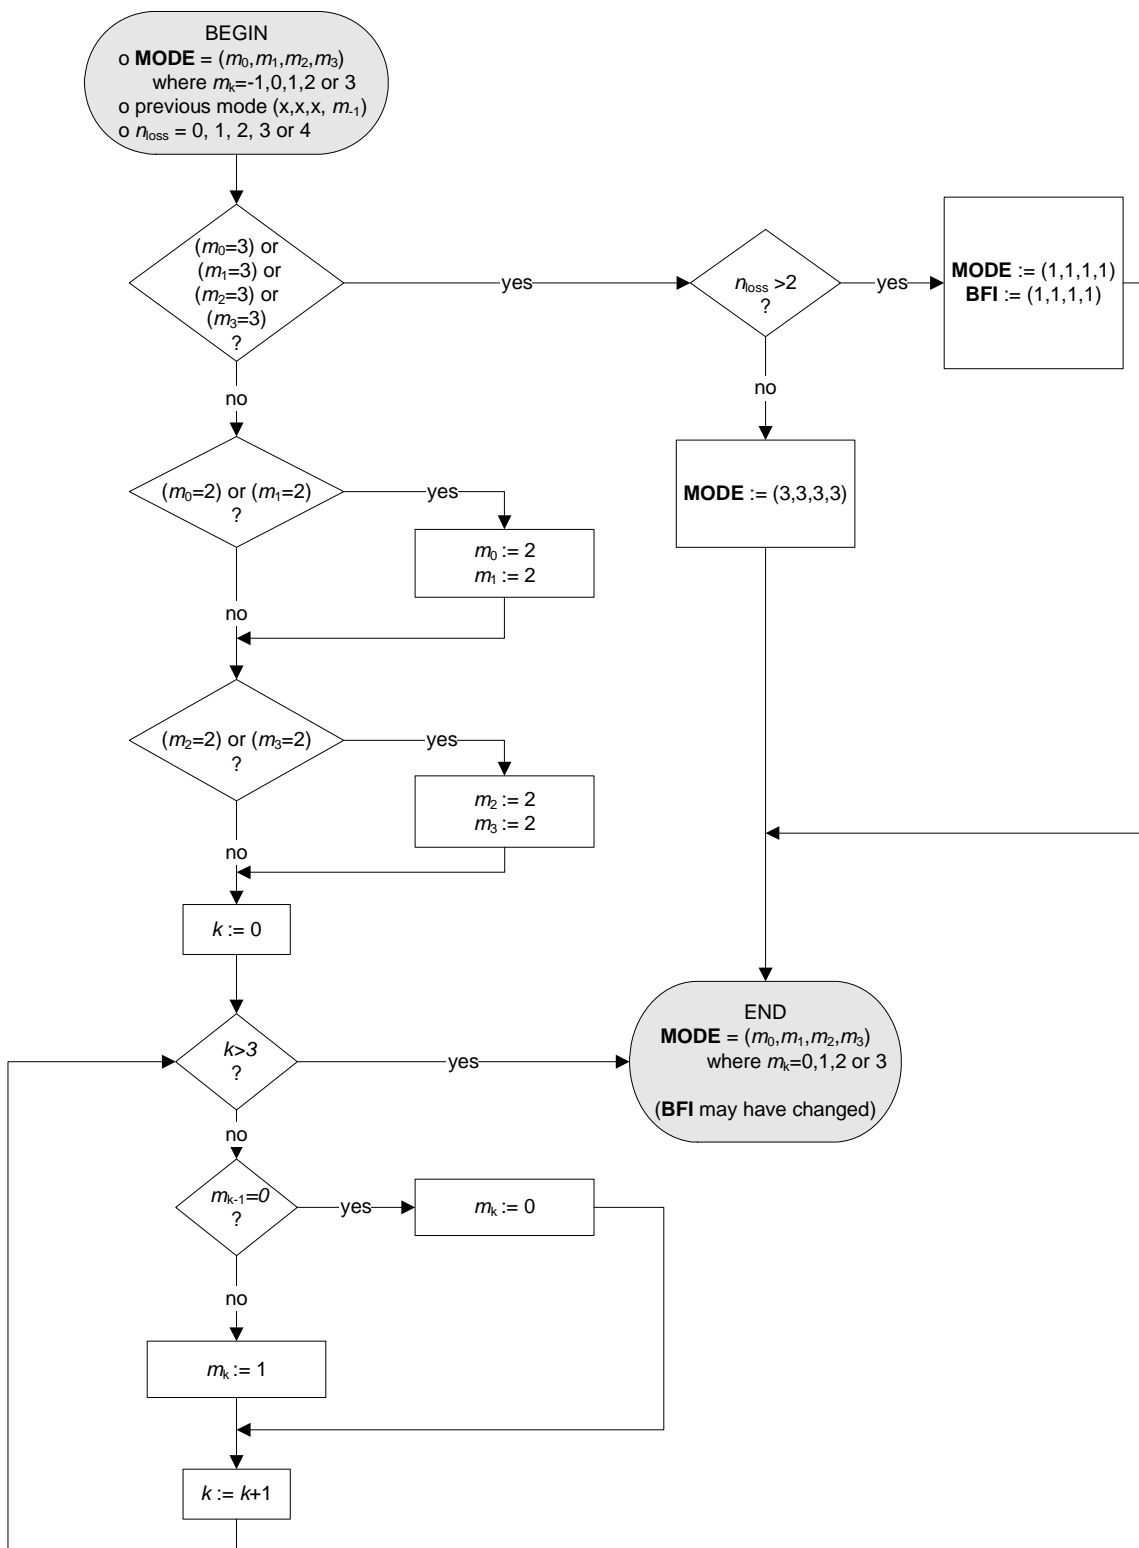 BEGIN
o MODE = (m0,m1,m2,m3)
where mk=-1,0,1,2 or 3
o previous mode (x,x,x, m-1)
o nloss = 0, 1, 2, 3 or 4
(m0=3) or
(m1=3) or
(m2=3) or
(m3=3)
?
yes
nloss >2
?
yes
MODE := (1,1,1,1)
BFI := (1,1,1,1)
no
no
MODE := (3,3,3,3)
(m0=2) or (m1=2)
?
yes
m0 := 2
m1 := 2
no
(m2=2) or (m3=2)
?
yes
m2 := 2
m3 := 2
no
k := 0
k>3
?
yes
END
MODE = (m0,m1,m2,m3)
where mk=0,1,2 or 3
(BFI may have changed)
no
mk-1=0
?
yes
mk := 0
no
mk := 1
k := k+1